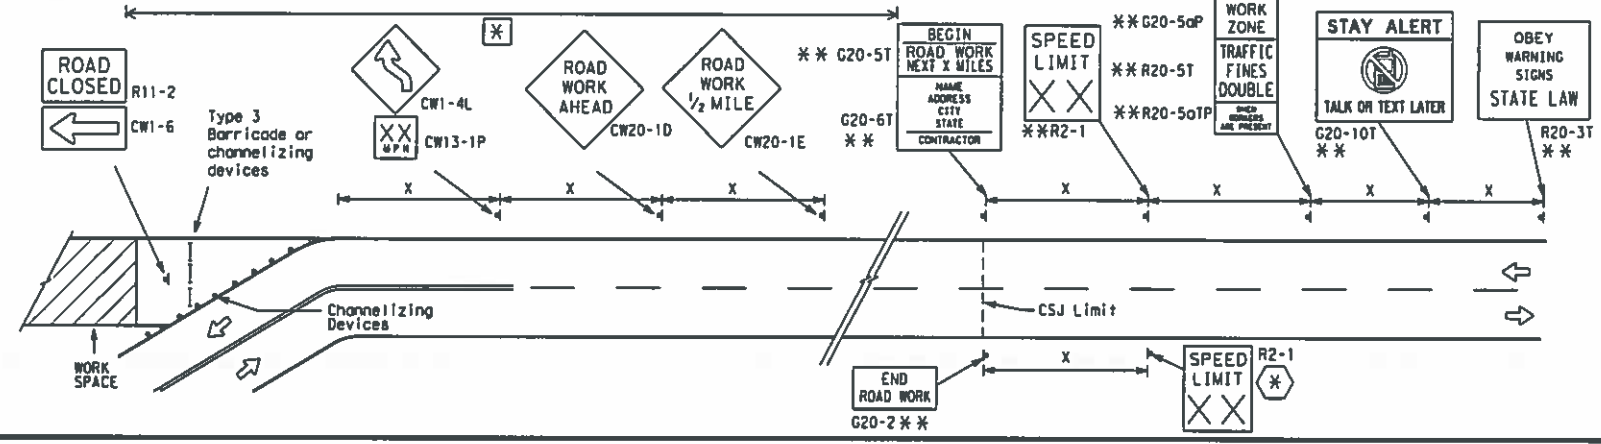 ROAD
CLOSED
R11-2
CW1-6
Type 3
Barricade or
channelizing
devices
CW1-4L
XX
MPH
CW13-1P
*
ROAD
WORK
AHEAD
CW20-1D
ROAD
WORK
1/2 MILE
CW20-1E
** G20-5T
BEGIN
ROAD WORK
NEXT X MILES
G20-6T
**
NAME
ADDRESS
CITY
STATE
CONTRACTOR
SPEED
LIMIT
XX
**R2-1
**G20-5aP
**R20-5T
**R20-5aTP
WORK
ZONE
TRAFFIC
FINES
DOUBLE
WHEN
WORKERS
ARE PRESENT
STAY ALERT
TALK OR TEXT LATER
G20-10T
**
OBEY
WARNING
SIGNS
STATE LAW
R20-3T
**
X
X
X
X
X
X
X
Channelizing
Devices
WORK
SPACE
CSJ Limit
END
ROAD WORK
G20-2**
X
SPEED
LIMIT
XX
R2-1
*